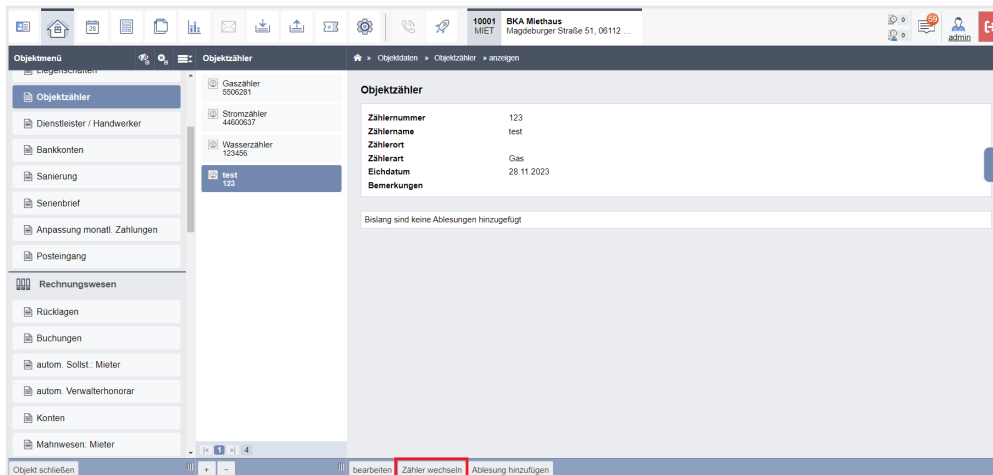 28
10001
MIET
BKA Miethaus
Magdeburger Straße 51, 06112 ...
0
0
59
admin
Objektmenü
Objektzähler
» Objektdaten » Objektzähler » anzeigen
Liegenschaften
Objektzähler
Dienstleister / Handwerker
Bankkonten
Sanierung
Serienbrief
Anpassung monatl. Zahlungen
Posteingang
Rechnungswesen
Rücklagen
Buchungen
autom. Sollst.: Mieter
autom. Verwalterhonorar
Konten
Mahnwesen: Mieter
Objekt schließen
Gaszähler
5506281
Stromzähler
44600637
Wasserzähler
123456
test
123
1 4
+ −
Objektzähler
Zählernummer 123
Zählername test
Zählerort
Zählerart Gas
Eichdatum 28.11.2023
Bemerkungen
Bislang sind keine Ablesungen hinzugefügt
bearbeiten Zähler wechseln Ablesung hinzufügen